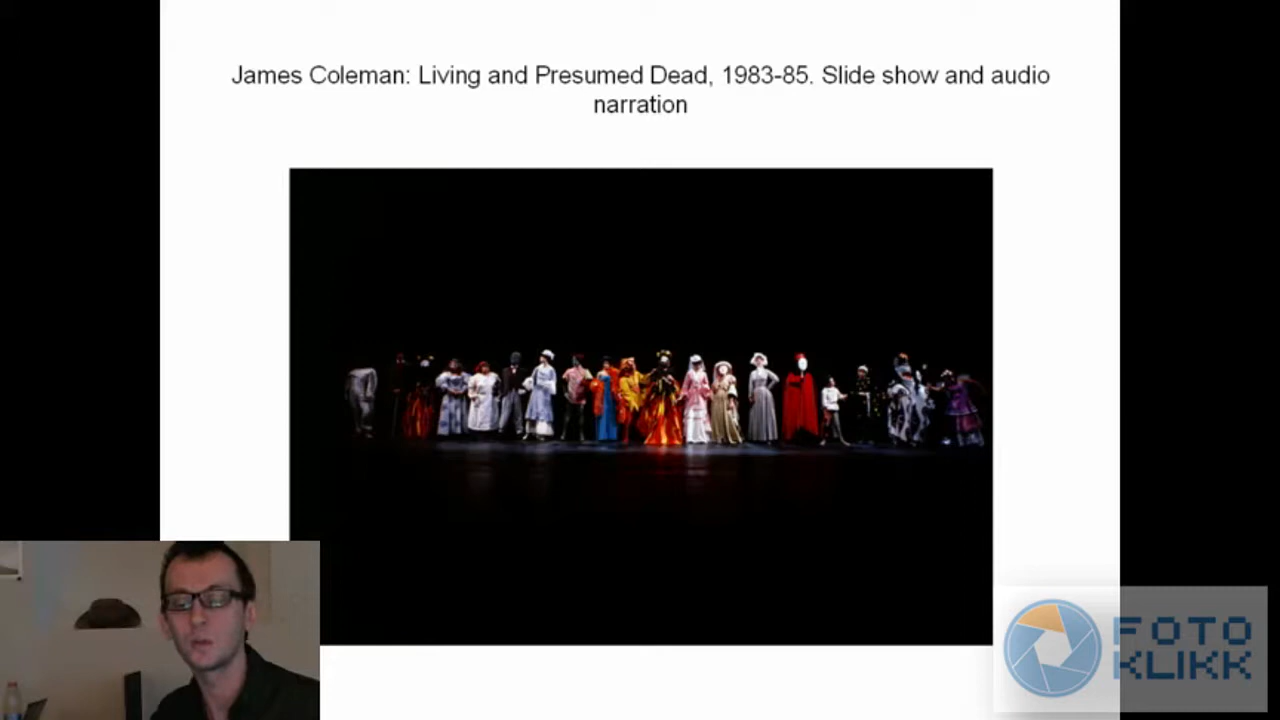 James Coleman: Living and Presumed Dead, 1983-85. Slide show and audio
narration
FOTO
KLIKK